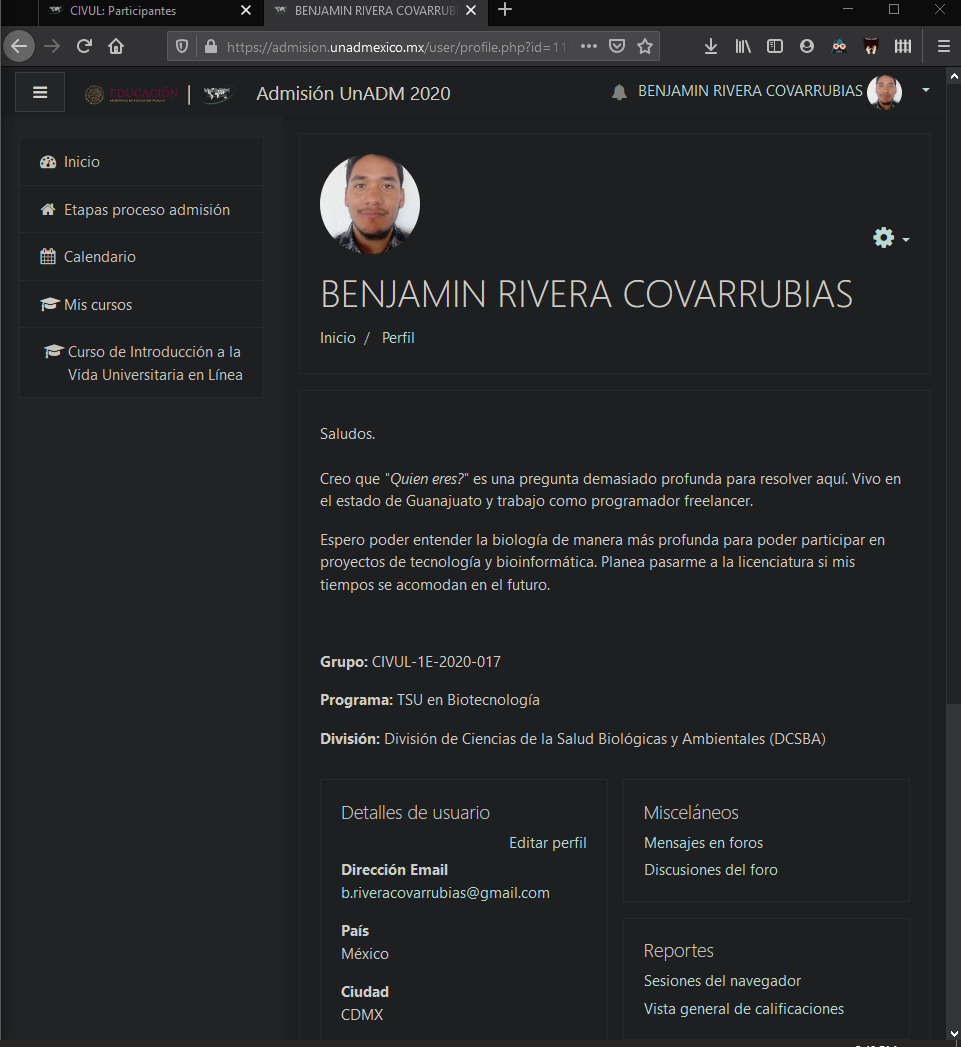 CIVUL: Participantes
BENJAMIN RIVERA COVARRUB
https://admision.unadmexico.mx/user/profile.php?id=11
EDUCACIÓN
Admisión UnADM 2020
BENJAMIN RIVERA COVARRUBIAS
Inicio
Etapas proceso admisión
Calendario
Mis cursos
Curso de Introducción a la
Vida Universitaria en Línea
BENJAMIN RIVERA COVARRUBIAS
Inicio / Perfil
Saludos.
Creo que "Quien eres?" es una pregunta demasiado profunda para resolver aquí. Vivo en
el estado de Guanajuato y trabajo como programador freelancer.
Espero poder entender la biología de manera más profunda para poder participar en
proyectos de tecnología y bioinformática. Planea pasarme a la licenciatura si mis
tiempos se acomodan en el futuro.
Grupo: CIVUL-1E-2020-017
Programa: TSU en Biotecnología
División: División de Ciencias de la Salud Biológicas y Ambientales (DCSBA)
Detalles de usuario
Editar perfil
Dirección Email
b.riveracovarrubias@gmail.com
País
México
Ciudad
CDMX
Misceláneos
Mensajes en foros
Discusiones del foro
Reportes
Sesiones del navegador
Vista general de calificaciones